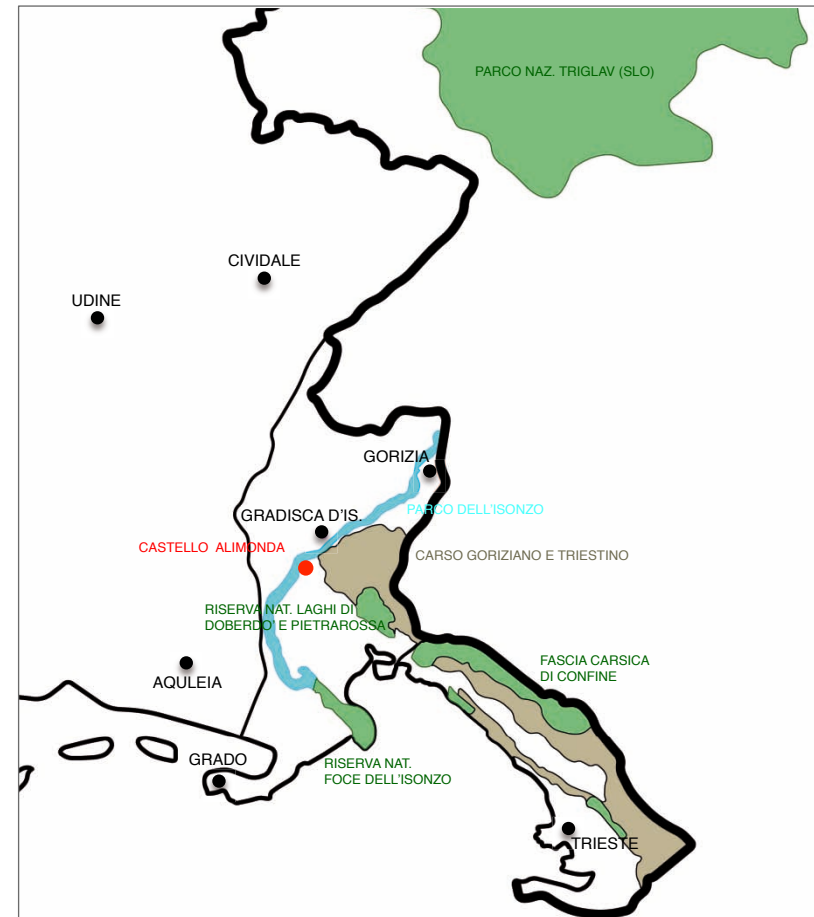 PARCO NAZ. TRIGLAV (SLO)
CIVIDALE
UDINE
GORIZIA
PARCO DELL'ISONZO
GRADISCA D'IS.
CASTELLO ALIMONDA
CARSO GORIZIANO E TRIESTINO
RISERVA NAT. LAGHI DI
DOBERDO' E PIETRAROSSA
FASCIA CARSICA
DI CONFINE
AQULEIA
GRADO
RISERVA NAT.
FOCE DELL'ISONZO
TRIESTE